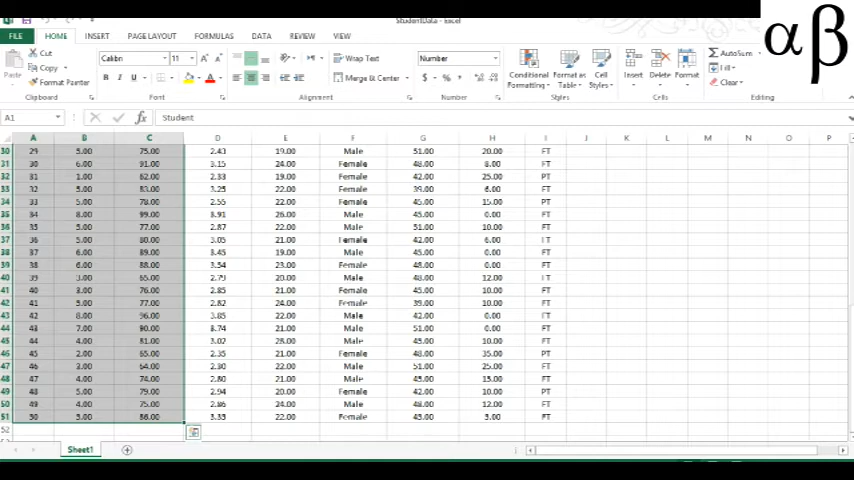 StudentData - Excel
FILE HOME INSERT PAGE LAYOUT FORMULAS DATA REVIEW VIEW
αβ
Cut
Copy
Format Painter
Paste
Clipboard
Calibri 11
B I U
Font
Wrap Text
Merge & Center
Alignment
Number
$ % ,
Number
Conditional Formatting
Format as Table
Cell Styles
Styles
Insert Delete Format
Cells
AutoSum
Fill
Clear
Editing
A1 fx Student
A B C D E F G H I J K L M N O P
30 29 5.00 75.00 2.43 19.00 Male 51.00 20.00 FT
31 30 6.00 91.00 3.15 24.00 Female 48.00 8.00 FT
32 31 1.00 62.00 2.33 19.00 Male 42.00 25.00 PT
33 32 5.00 83.00 3.25 22.00 Female 39.00 6.00 FT
34 33 5.00 78.00 2.55 22.00 Female 45.00 15.00 FT
35 34 8.00 99.00 3.91 26.00 Male 45.00 0.00 FT
36 35 5.00 77.00 2.87 22.00 Male 51.00 10.00 FT
37 36 5.00 80.00 3.05 21.00 Female 42.00 6.00 FT
38 37 6.00 89.00 3.45 19.00 Male 45.00 0.00 FT
39 38 6.00 88.00 3.54 23.00 Female 48.00 0.00 FT
40 39 3.00 65.00 2.79 20.00 Male 48.00 12.00 FT
41 40 3.00 76.00 2.85 21.00 Female 45.00 10.00 FT
42 41 5.00 77.00 2.82 24.00 Female 39.00 10.00 FT
43 42 8.00 96.00 3.85 22.00 Male 42.00 0.00 FT
44 43 7.00 90.00 3.74 21.00 Male 51.00 0.00 FT
45 44 4.00 81.00 3.02 28.00 Male 45.00 10.00 FT
46 45 2.00 65.00 2.35 21.00 Female 48.00 35.00 PT
47 46 3.00 64.00 22.00 Male 51.00 25.00 FT
48 47 4.00 74.00 2.80 21.00 Male 45.00 15.00 FT
49 48 5.00 79.00 2.94 20.00 Female 42.00 10.00 PT
50 49 4.00 75.00 2.86 24.00 Male 48.00 12.00 FT
51 50 86.00 22.00 Female 3.00 FT
52
Sheet1